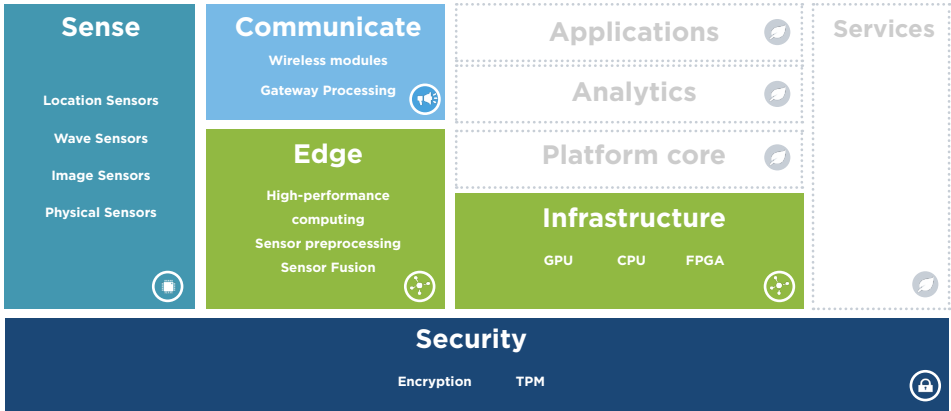 Sense
Location Sensors
Wave Sensors
Image Sensors
Physical Sensors
Communicate
Wireless modules
Gateway Processing
Edge
High-performance
computing
Sensor preprocessing
Sensor Fusion
Applications
Analytics
Platform core
Infrastructure
GPU CPU FPGA
Services
Security
Encryption TPM